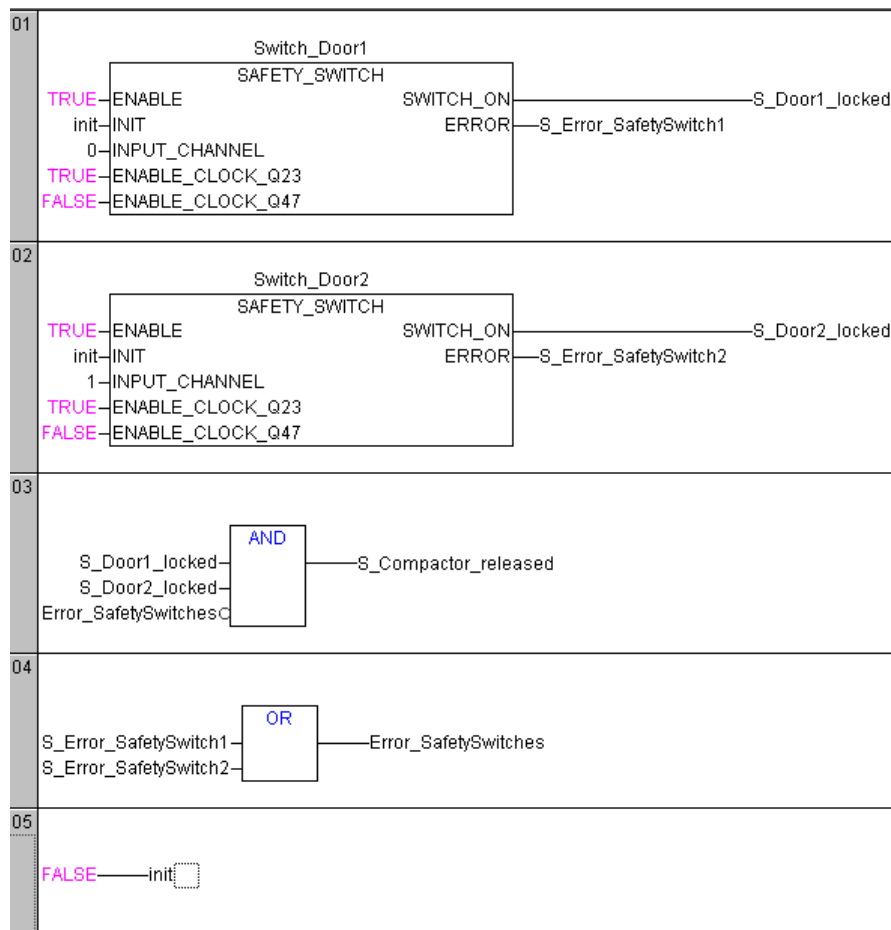 01
Switch_Door1
SAFETY_SWITCH
TRUE ENABLE SWITCH_ON S_Door1_locked
init INIT ERROR S_Error_SafetySwitch1
0 INPUT_CHANNEL
TRUE ENABLE_CLOCK_Q23
FALSE ENABLE_CLOCK_Q47
02
Switch_Door2
SAFETY_SWITCH
TRUE ENABLE SWITCH_ON S_Door2_locked
init INIT ERROR S_Error_SafetySwitch2
1 INPUT_CHANNEL
TRUE ENABLE_CLOCK_Q23
FALSE ENABLE_CLOCK_Q47
03
AND
S_Door1_locked S_Compactor_released
S_Door2_locked
Error_SafetySwitches
04
OR
S_Error_SafetySwitch1 Error_SafetySwitches
S_Error_SafetySwitch2
05
FALSE init